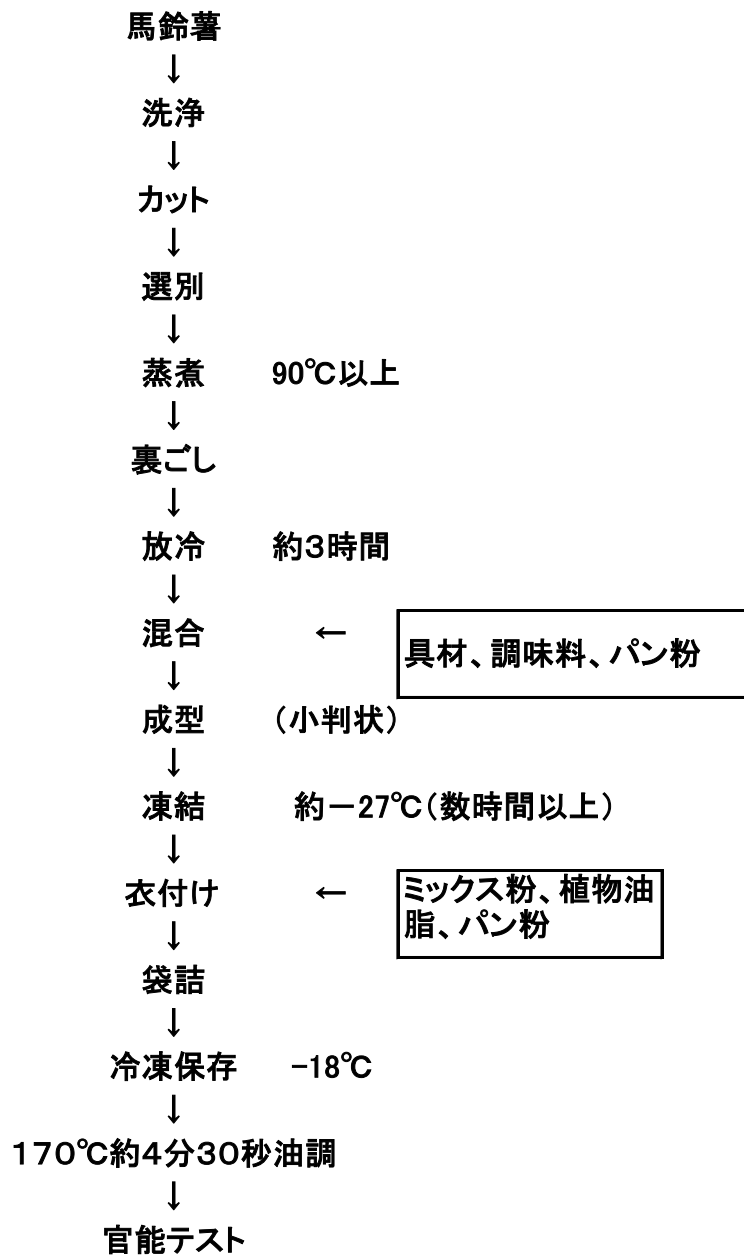 馬鈴薯
↓
洗浄
↓
カット
↓
選別
↓
蒸煮 90℃以上
↓
裏ごし
↓
放冷 約3時間
↓
混合 ← 具材、調味料、パン粉
↓
成型 （小判状）
↓
凍結 約－27℃（数時間以上）
↓
衣付け ← ミックス粉、植物油
脂、パン粉
↓
袋詰
↓
冷凍保存 -18℃
↓
１７０℃約４分３０秒油調
↓
官能テスト